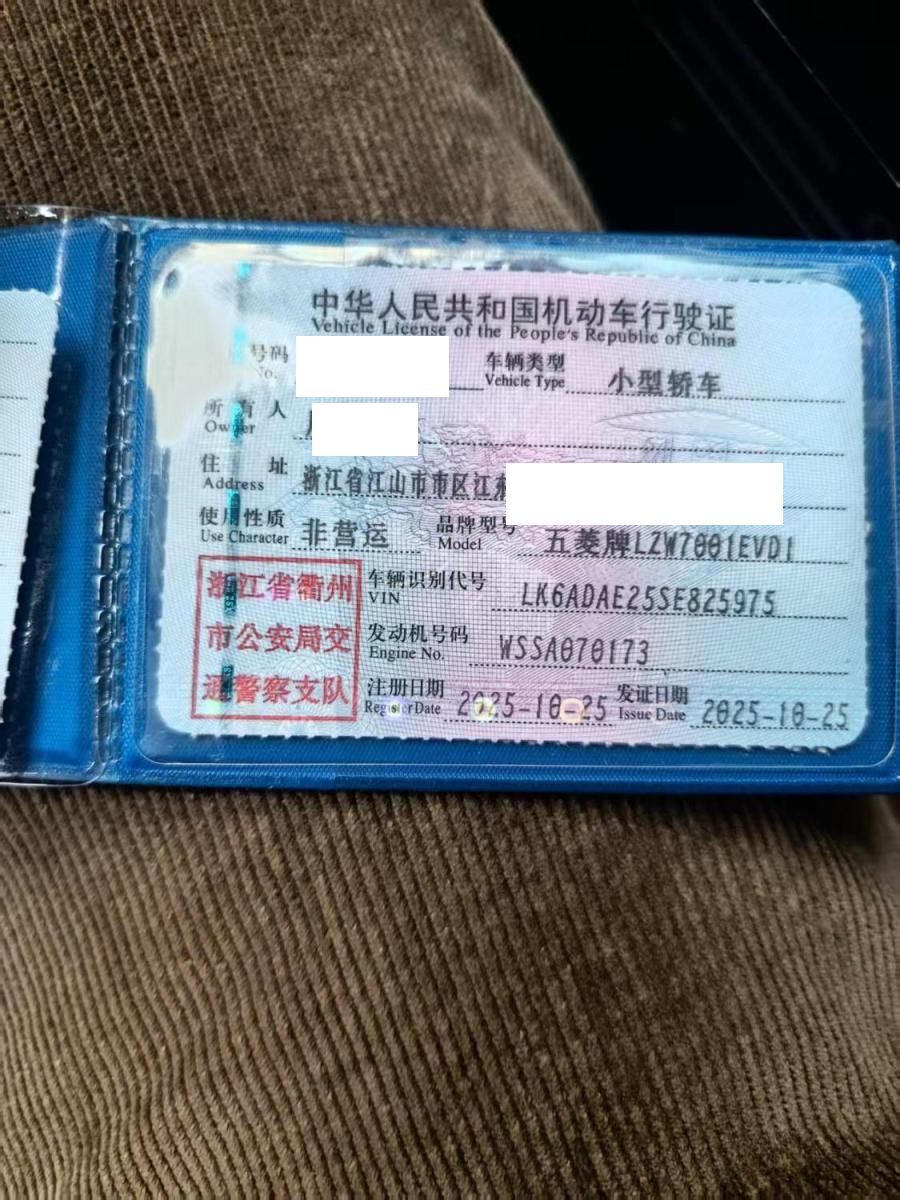 中华人民共和国机动车行驶证
Vehicle License of the People's Republic of China
号码 车辆类型 小型轿车
No. Vehicle Type
所有人
Owner
住址 浙江省江山市市区江东
Address
使用性质 非营运 品牌型号 五菱牌LZW7001EVD1
Use Character Model
浙江省衢州
市公安局交
通警察支队
车辆识别代号 LK6ADAE25SE825975
VIN
发动机号码 WSSA070173
Engine No.
注册日期 2025-10-25 发证日期 2025-10-25
Register Date Issue Date